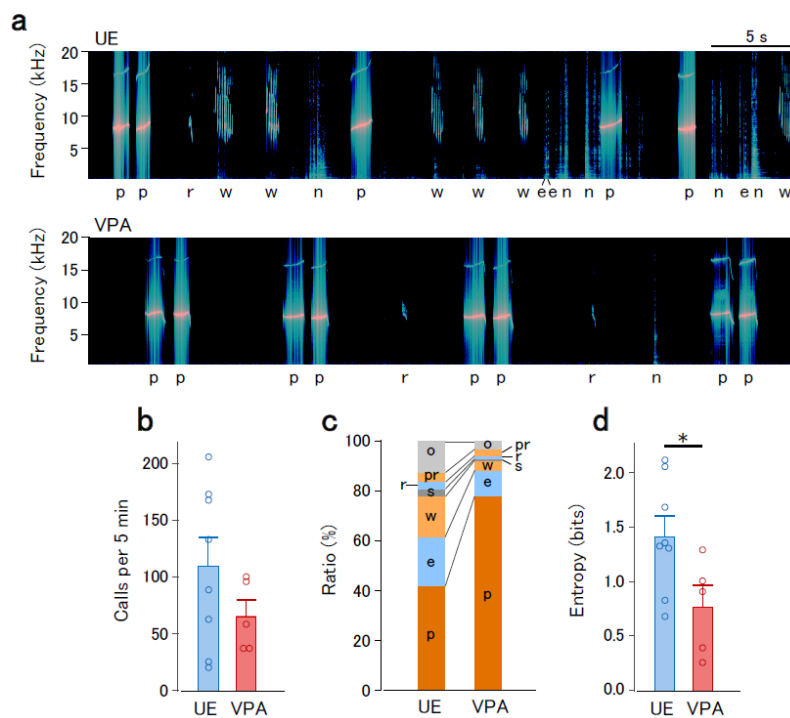 a
UE
5 s
Frequency (kHz)
20
15
10
5
p p r w w n p w w w e e n n p p n e n w
VPA
Frequency (kHz)
20
15
10
5
p p p p r p p r n p p
b
Calls per 5 min
200
150
100
50
0
UE VPA
c
Ratio (%)
100
80
60
40
20
0
o
pr
r
s
w
e
p
o
pr
r
s
w
e
p
UE VPA
d
Entropy (bits)
2.0
1.5
1.0
0.5
0.0
*
UE VPA